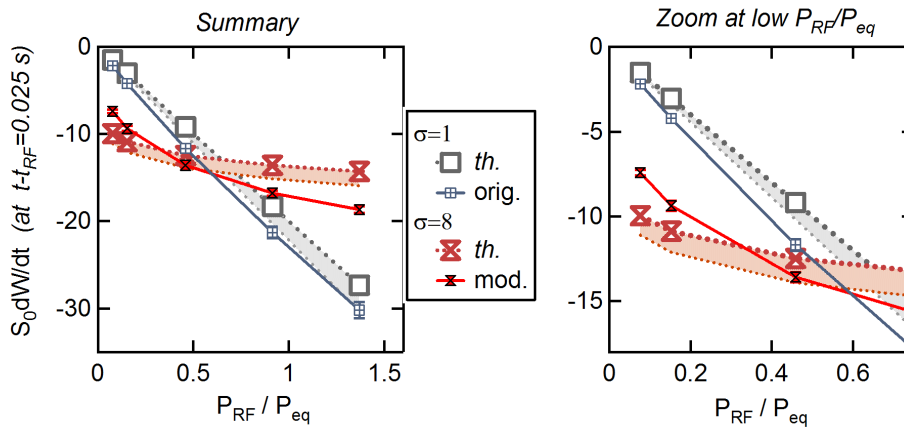 Summary
Zoom at low P_RF/P_eq
S_0dW/dt (at t-t_RF=0.025 s)
0
-10
-20
-30
0
0.5
1
1.5
P_RF / P_eq
σ=1
th.
orig.
σ=8
th.
mod.
0
-5
-10
-15
0
0.2
0.4
0.6
P_RF / P_eq